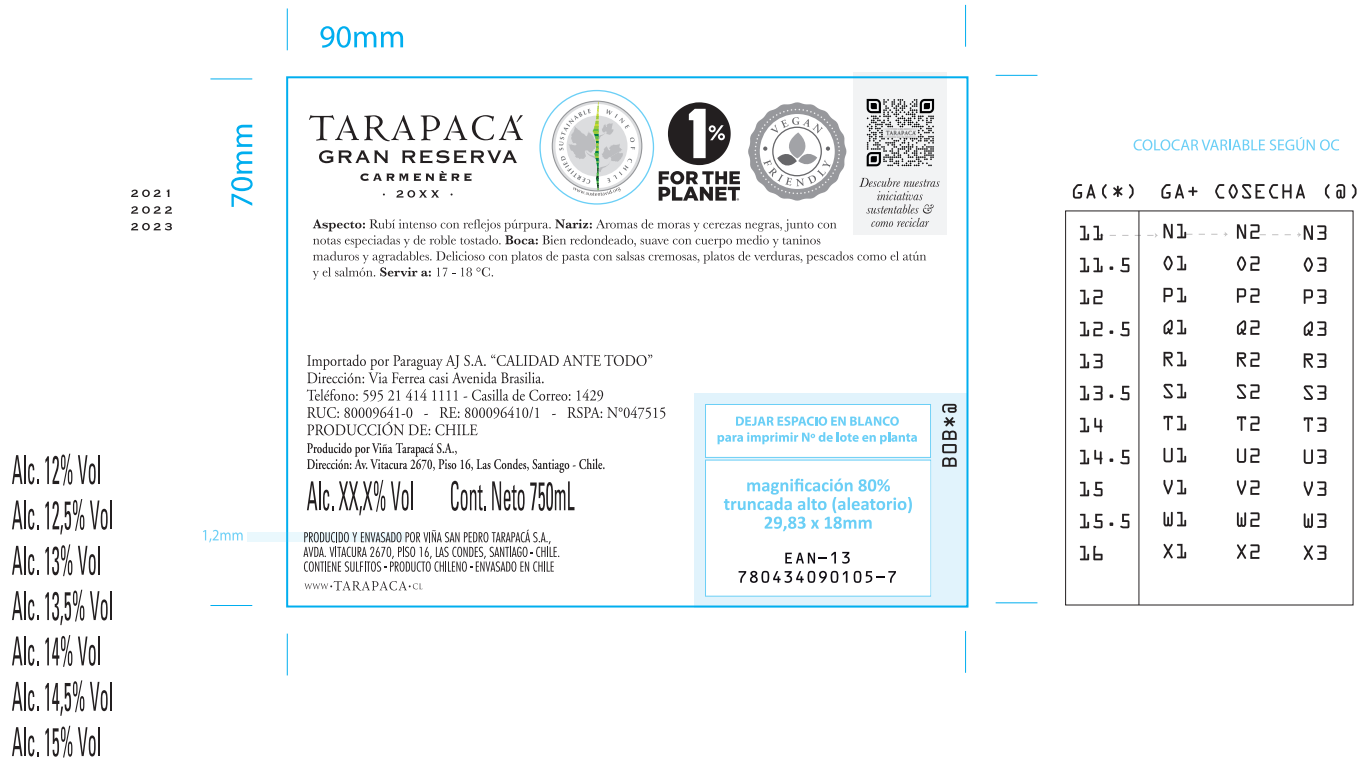 90mm
70mm
2021
2022
2023
TARAPACÁ
GRAN RESERVA
CARMENÈRE
· 20XX ·
CERTIFIED SUSTAINABLE WINE OF CHILE
www.sustentavid.org
1%
FOR THE
PLANET
VEGAN
FRIENDLY
TARAPACÁ
Descubre nuestras
iniciativas
sustentables &
como reciclar
Aspecto: Rubí intenso con reflejos púrpura. Nariz: Aromas de moras y cerezas negras, junto con
notas especiadas y de roble tostado. Boca: Bien redondeado, suave con cuerpo medio y taninos
maduros y agradables. Delicioso con platos de pasta con salsas cremosas, platos de verduras, pescados como el atún
y el salmón. Servir a: 17 - 18 °C.
Importado por Paraguay AJ S.A. “CALIDAD ANTE TODO”
Dirección: Via Ferrea casi Avenida Brasilia.
Teléfono: 595 21 414 1111 - Casilla de Correo: 1429
RUC: 80009641-0 - RE: 800096410/1 - RSPA: N°047515
PRODUCCIÓN DE: CHILE
Producido por Viña Tarapacá S.A.,
Dirección: Av. Vitacura 2670, Piso 16, Las Condes, Santiago - Chile.
Alc. XX,X% Vol Cont. Neto 750mL
1,2mm
PRODUCIDO Y ENVASADO POR VIÑA SAN PEDRO TARAPACÁ S.A.,
AVDA. VITACURA 2670, PISO 16, LAS CONDES, SANTIAGO - CHILE.
CONTIENE SULFITOS - PRODUCTO CHILENO - ENVASADO EN CHILE
WWW·TARAPACA·CL
DEJAR ESPACIO EN BLANCO
para imprimir Nº de lote en planta
BOB*@
magnificación 80%
truncada alto (aleatorio)
29,83 x 18mm
EAN-13
780434090105-7
Alc. 12% Vol
Alc. 12,5% Vol
Alc. 13% Vol
Alc. 13,5% Vol
Alc. 14% Vol
Alc. 14,5% Vol
Alc. 15% Vol
COLOCAR VARIABLE SEGÚN OC
GA(*) GA+ COSECHA (@)
11 N1 N2 N3
11.5 O1 O2 O3
12 P1 P2 P3
12.5 Q1 Q2 Q3
13 R1 R2 R3
13.5 S1 S2 S3
14 T1 T2 T3
14.5 U1 U2 U3
15 V1 V2 V3
15.5 W1 W2 W3
16 X1 X2 X3